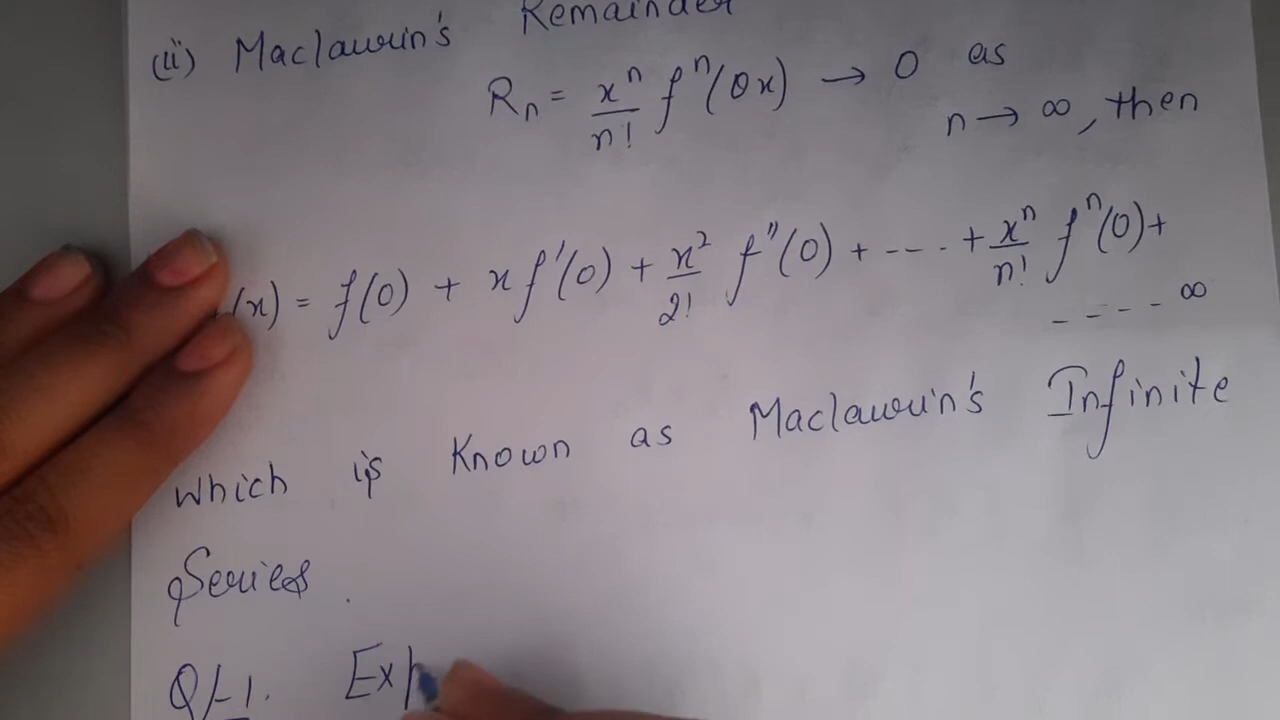 (ii) Maclaurin's Remainder
Rn = x^n/n! f^n(θx) → 0 as
n → ∞, then
(x) = f(0) + x f'(0) + x²/2! f''(0) + ---- + x^n/n! f^n(0) +
---- ∞
which is Known as Maclaurin's Infinite
Series.
Q/-1. Exp